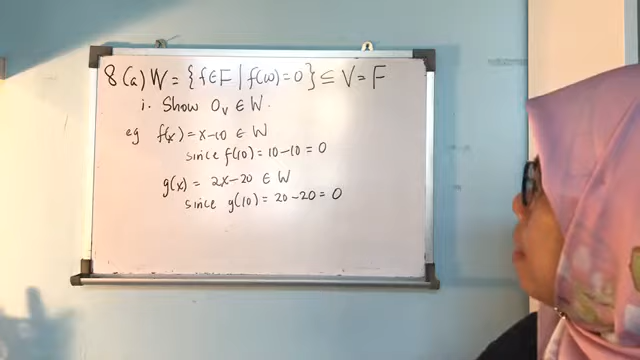 8 (a) W = { f ∈ F | f(10) = 0 } ≤ V = F
i. Show 0v ∈ W.
eg f(x) = x-10 ∈ W
since f(10) = 10-10 = 0
g(x) = 2x-20 ∈ W
since g(10) = 20-20 = 0